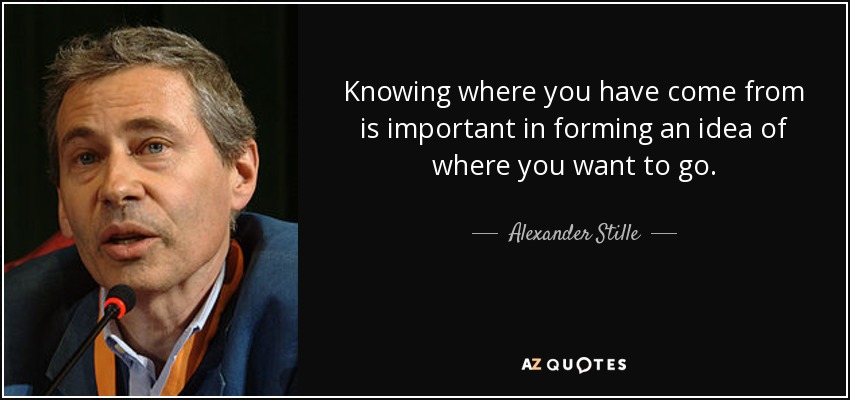 Knowing where you have come from
is important in forming an idea of
where you want to go.
Alexander Stille
AZ QUOTES